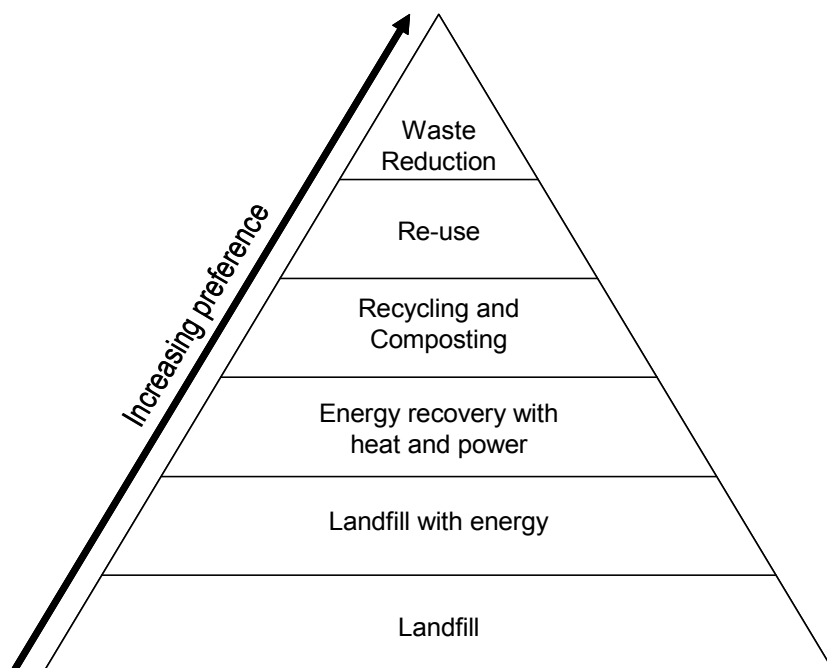 Increasing preference
Waste
Reduction
Re-use
Recycling and
Composting
Energy recovery with
heat and power
Landfill with energy
Landfill